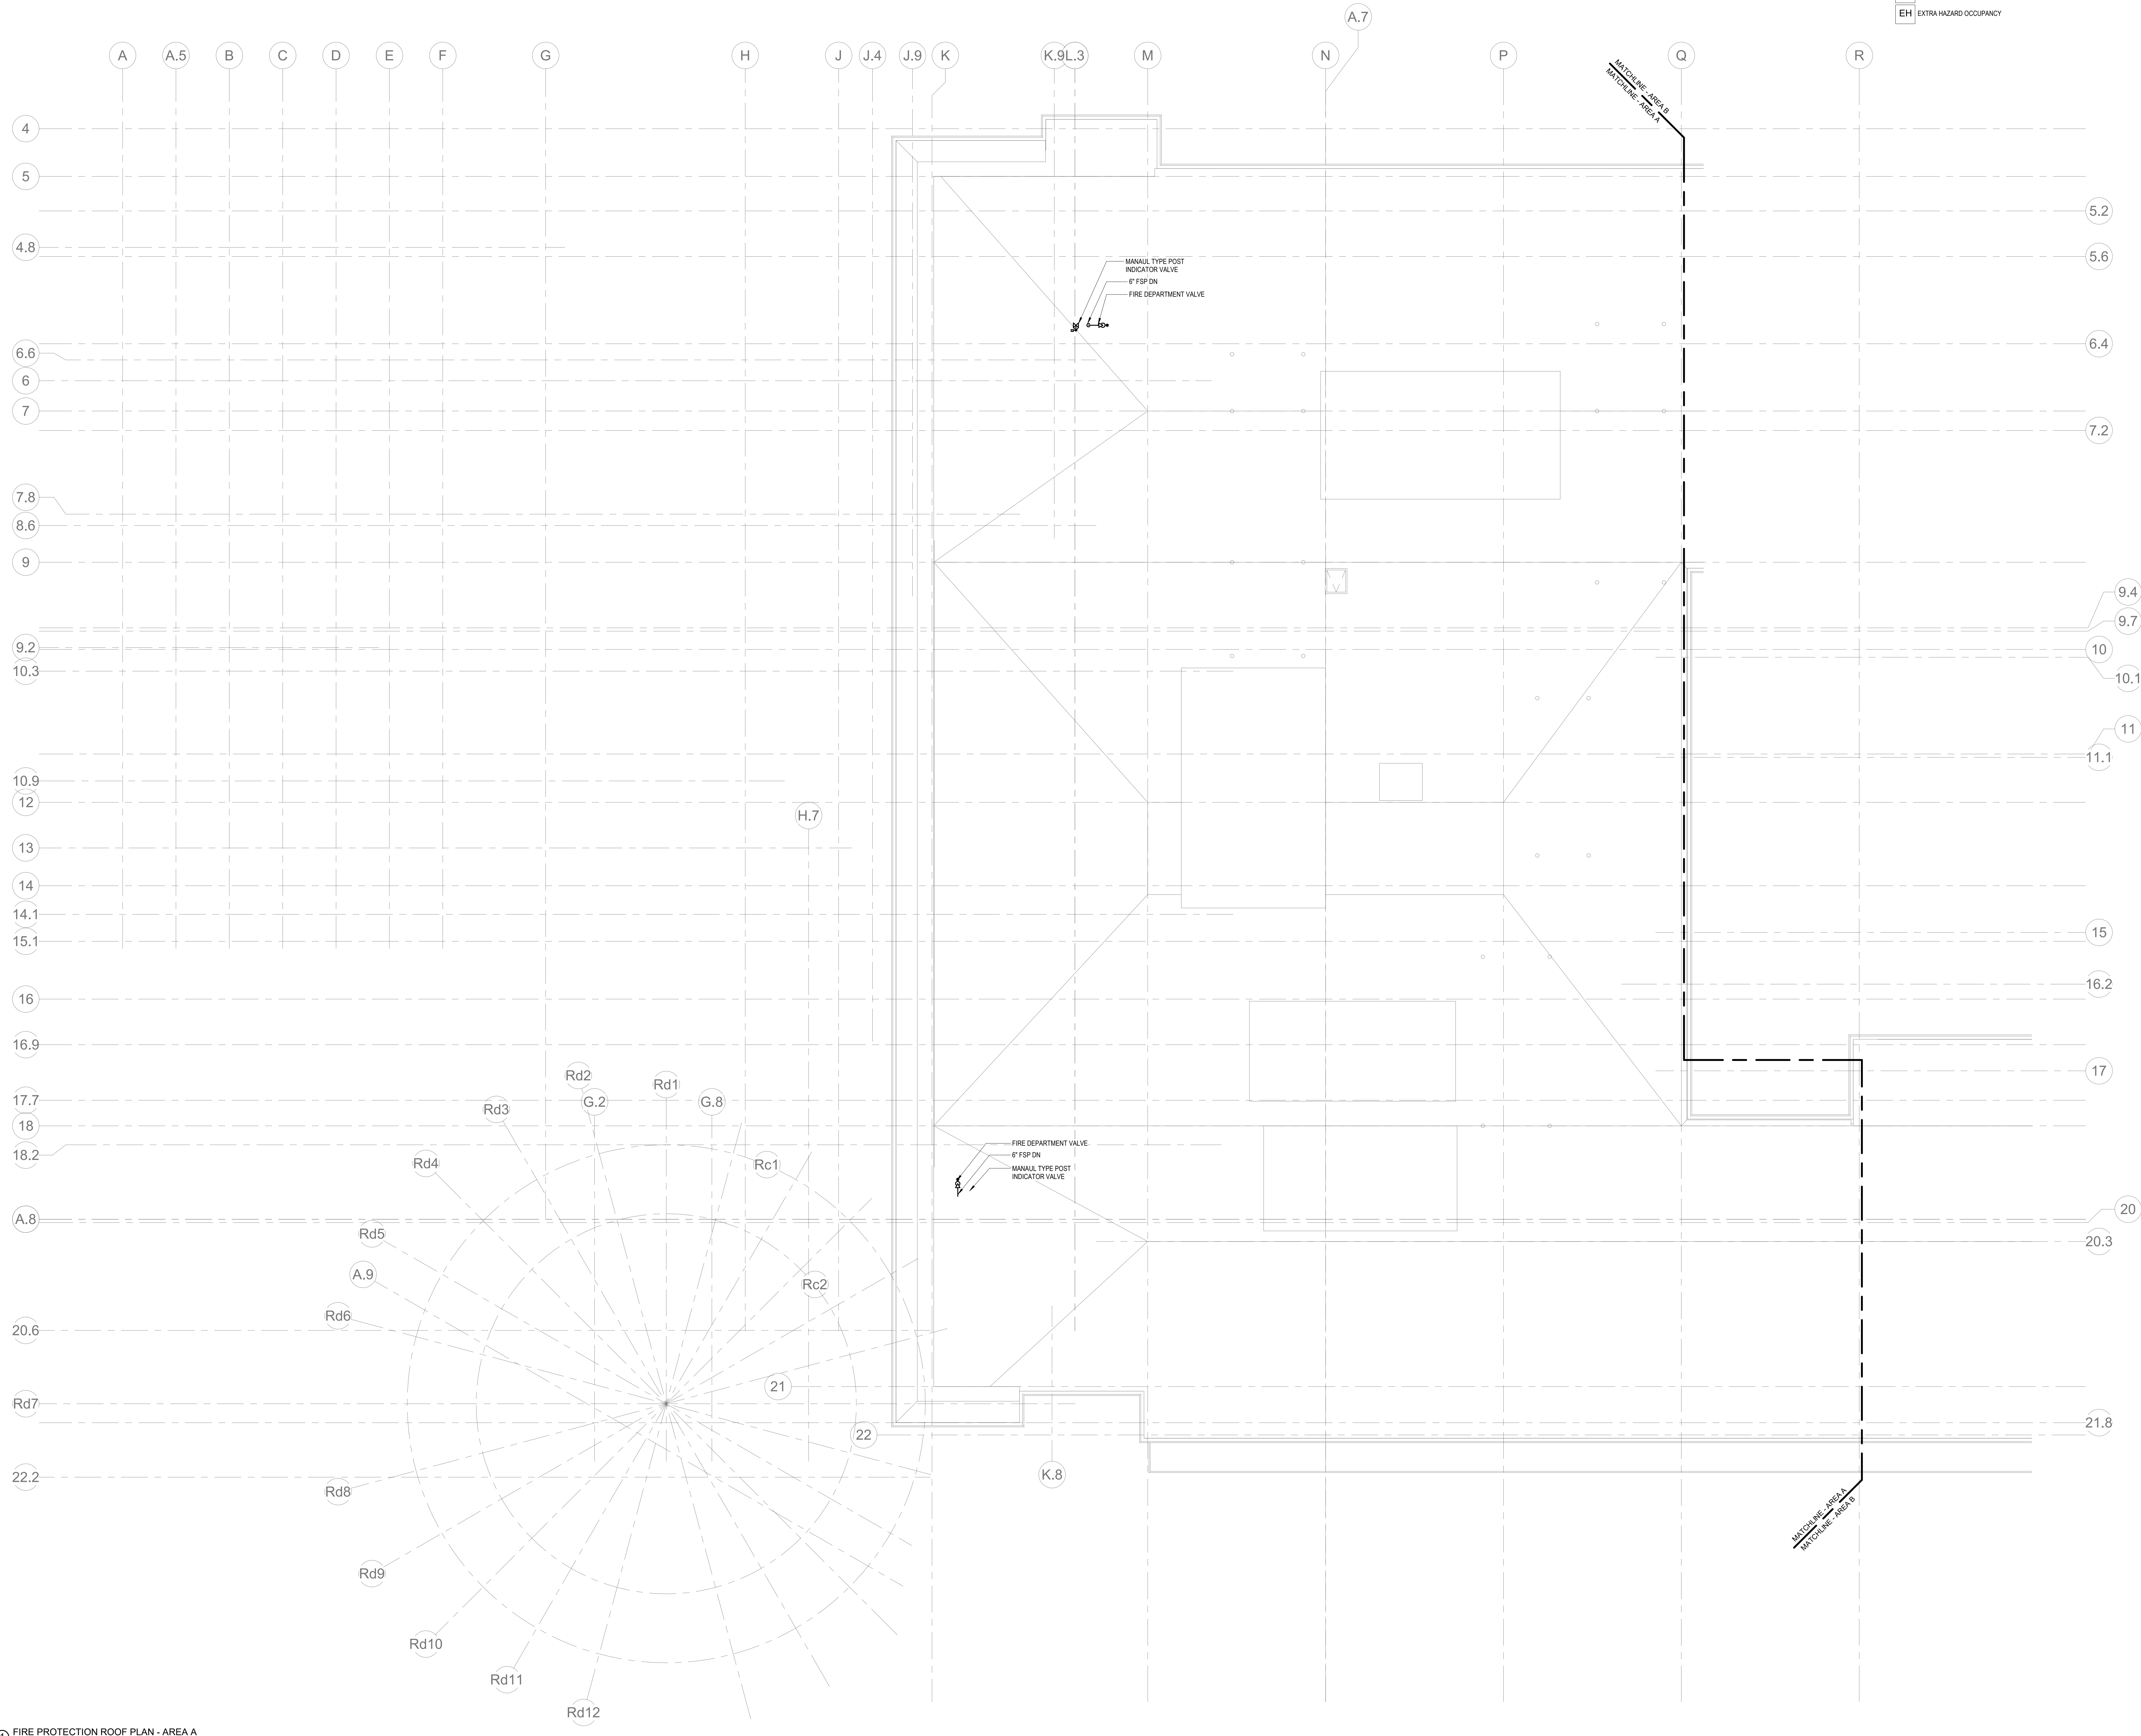 EH EXTRA HAZARD OCCUPANCY
A.7
A A.5 B C D E F G H J J.4 J.9 K K.9 L.3 M N P Q R
MATCHLINE - AREA B
MATCHLINE - AREA A
4
5
5.2
4.8
5.6
MANAUL TYPE POST
INDICATOR VALVE
6" FSP DN
FIRE DEPARTMENT VALVE
6.4
6.6
6
7
7.2
7.8
8.6
9
9.4
9.7
9.2
10
10.3
10.1
11
11.1
10.9
12
H.7
13
14
14.1
15
15.1
16.2
16
16.9
17
Rd2
Rd1
17.7
G.2
G.8
Rd3
18
FIRE DEPARTMENT VALVE
6" FSP DN
MANAUL TYPE POST
INDICATOR VALVE
18.2
Rd4
Rc1
20
A.8
Rd5
20.3
A.9
Rc2
Rd6
20.6
21
Rd7
21.8
22
22.2
K.8
Rd8
MATCHLINE - AREA A
MATCHLINE - AREA B
Rd9
Rd10
Rd11
Rd12
FIRE PROTECTION ROOF PLAN - AREA A